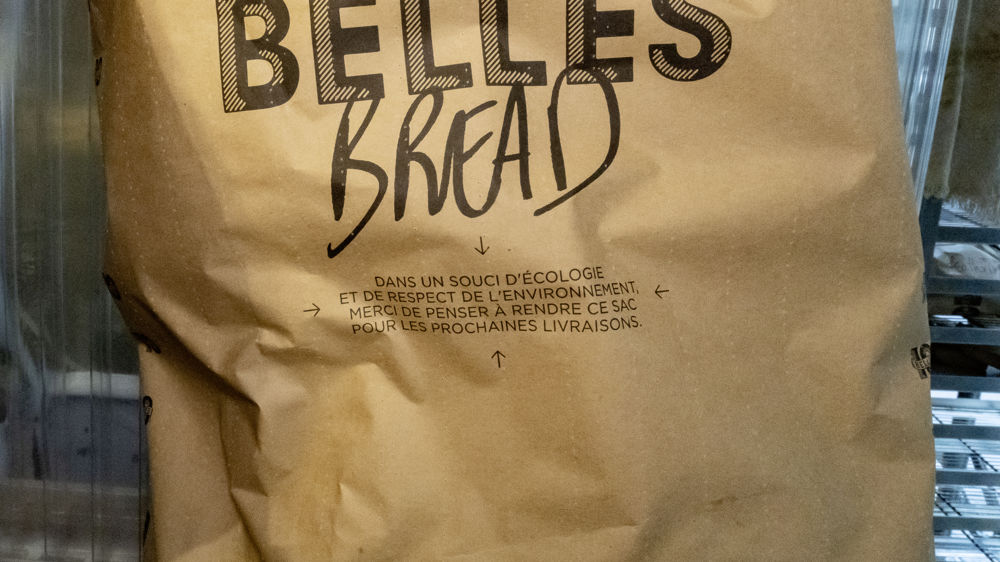 BELLES
BREAD
DANS UN SOUCI D'ÉCOLOGIE
ET DE RESPECT DE L'ENVIRONNEMENT,
MERCI DE PENSER À RENDRE CE SAC
POUR LES PROCHAINES LIVRAISONS.